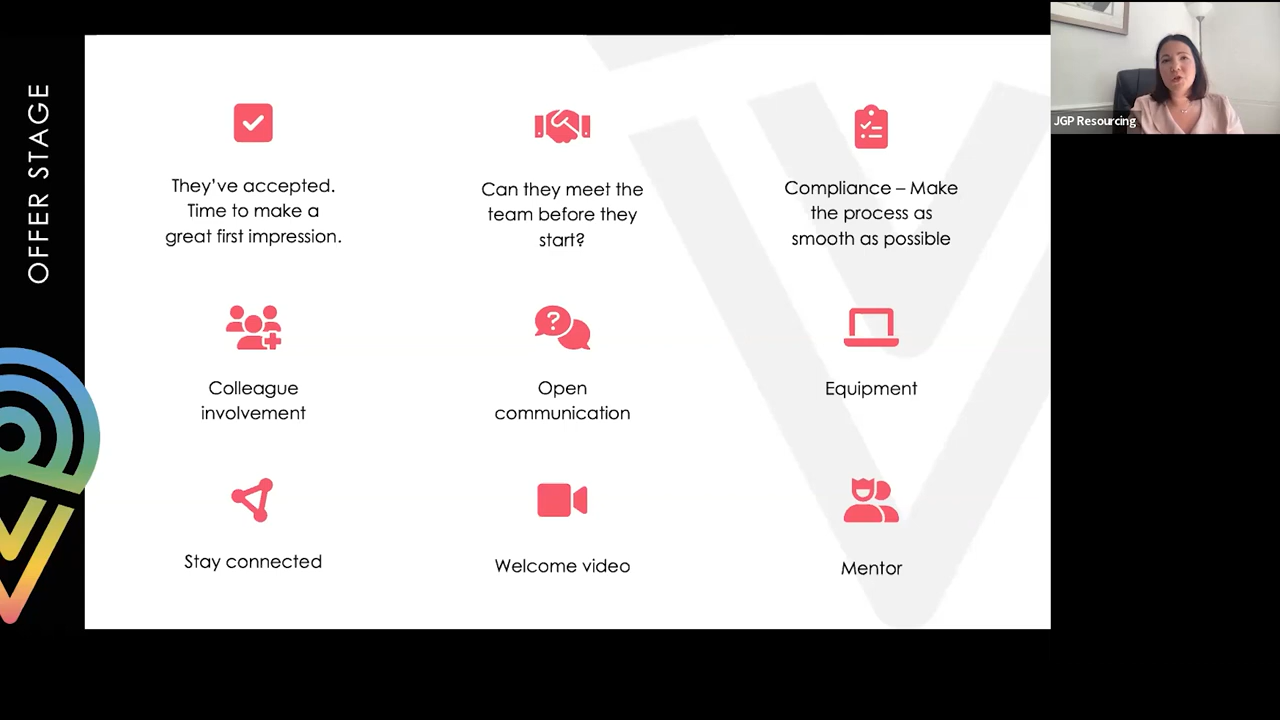 OFFER STAGE
They've accepted.
Time to make a
great first impression.
Can they meet the
team before they
start?
Compliance – Make
the process as
smooth as possible
Colleague
involvement
?
Open
communication
Equipment
Stay connected
Welcome video
Mentor
JGP Resourcing